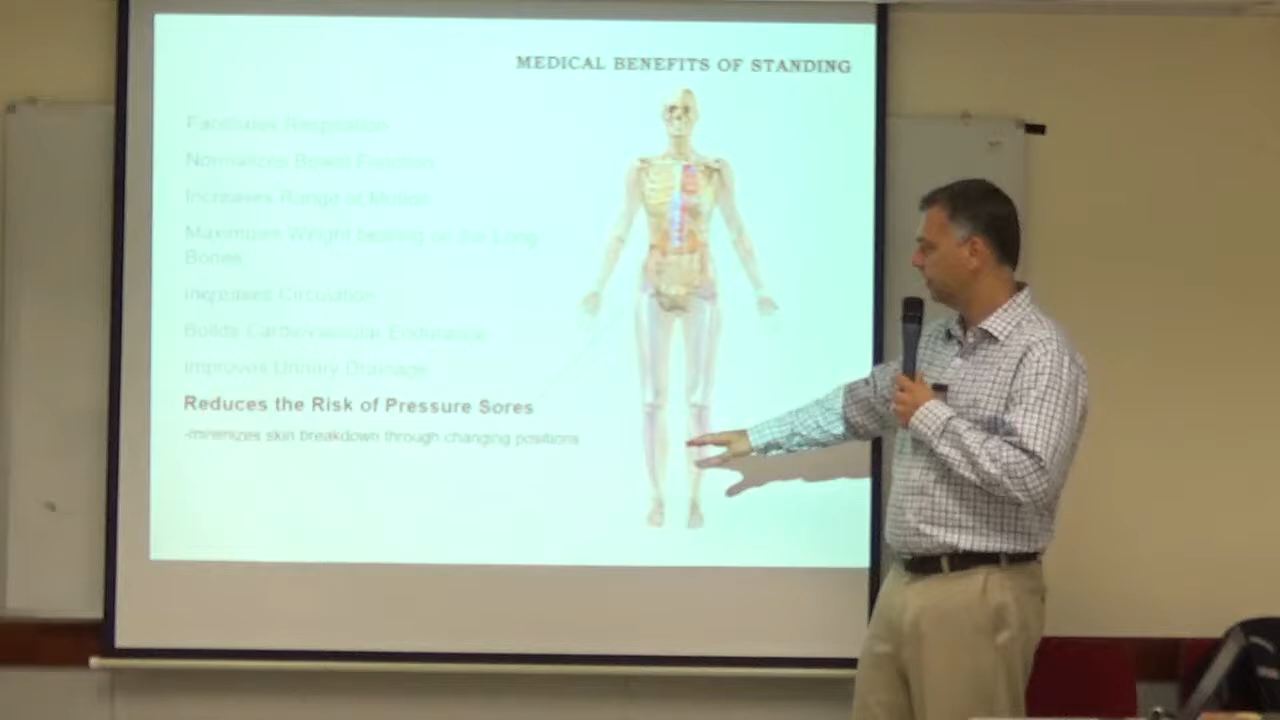 MEDICAL BENEFITS OF STANDING
Facilitates Respiration
Normalizes Bowel Function
Increases Range of Motion
Maximizes Weight bearing on the Long
Bones
Increases Circulation
Builds Cardiovascular Endurance
Improves Urinary Drainage
Reduces the Risk of Pressure Sores
-minimizes skin breakdown through changing positions